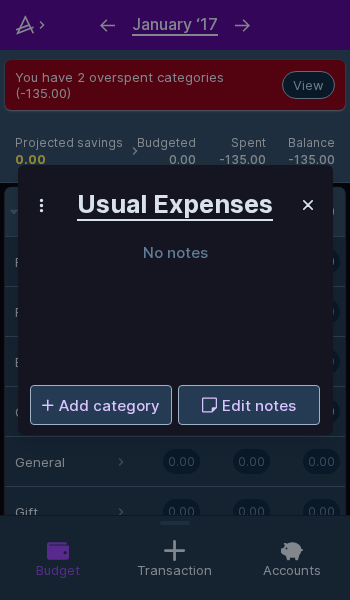 January ‘17
You have 2 overspent categories
(-135.00)
View
Projected savings
0.00
Budgeted
0.00
Spent
-135.00
Balance
-135.00
Usual Expenses
No notes
Add category
Edit notes
General 0.00 0.00 0.00
Gift 0.00 0.00 0.00
Budget
Transaction
Accounts